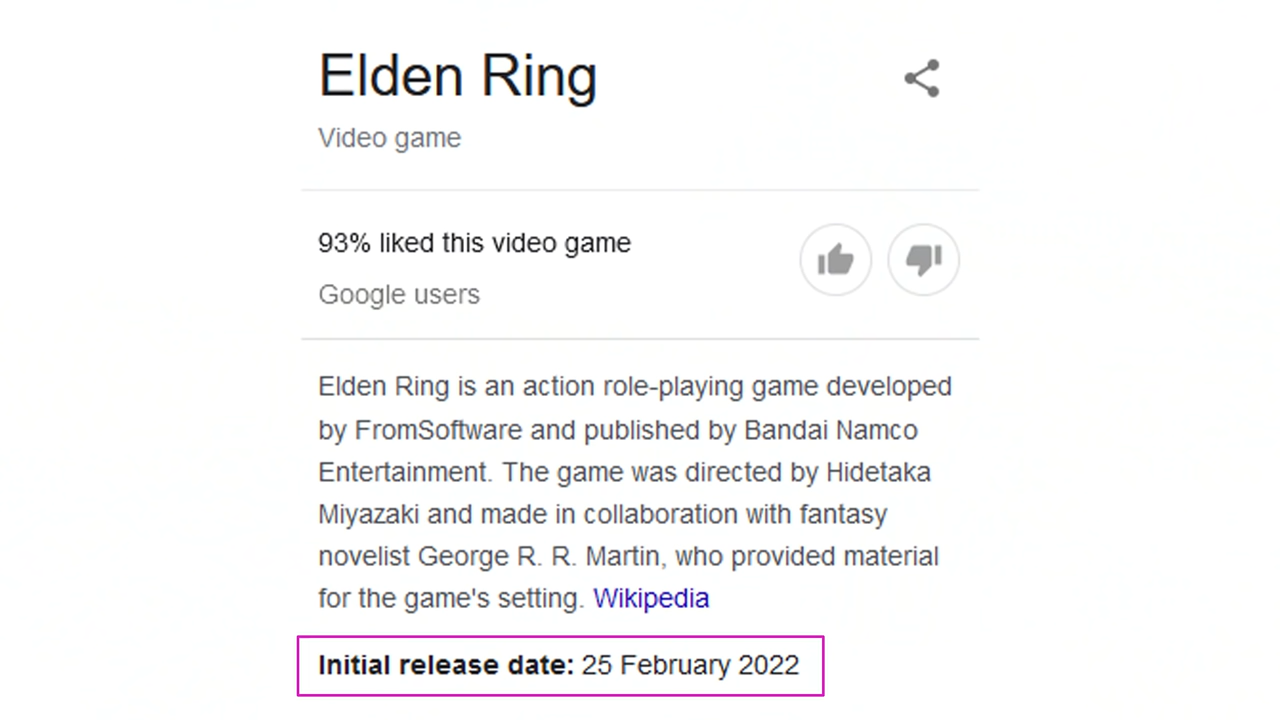 Elden Ring
Video game
93% liked this video game
Google users
Elden Ring is an action role-playing game developed
by FromSoftware and published by Bandai Namco
Entertainment. The game was directed by Hidetaka
Miyazaki and made in collaboration with fantasy
novelist George R. R. Martin, who provided material
for the game's setting. Wikipedia
Initial release date: 25 February 2022